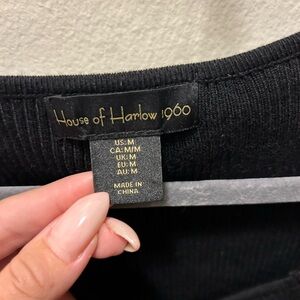 House of Harlow 1960
US:M
CA:M/M
UK:M
EU:M
AU:M
MADE IN
CHINA